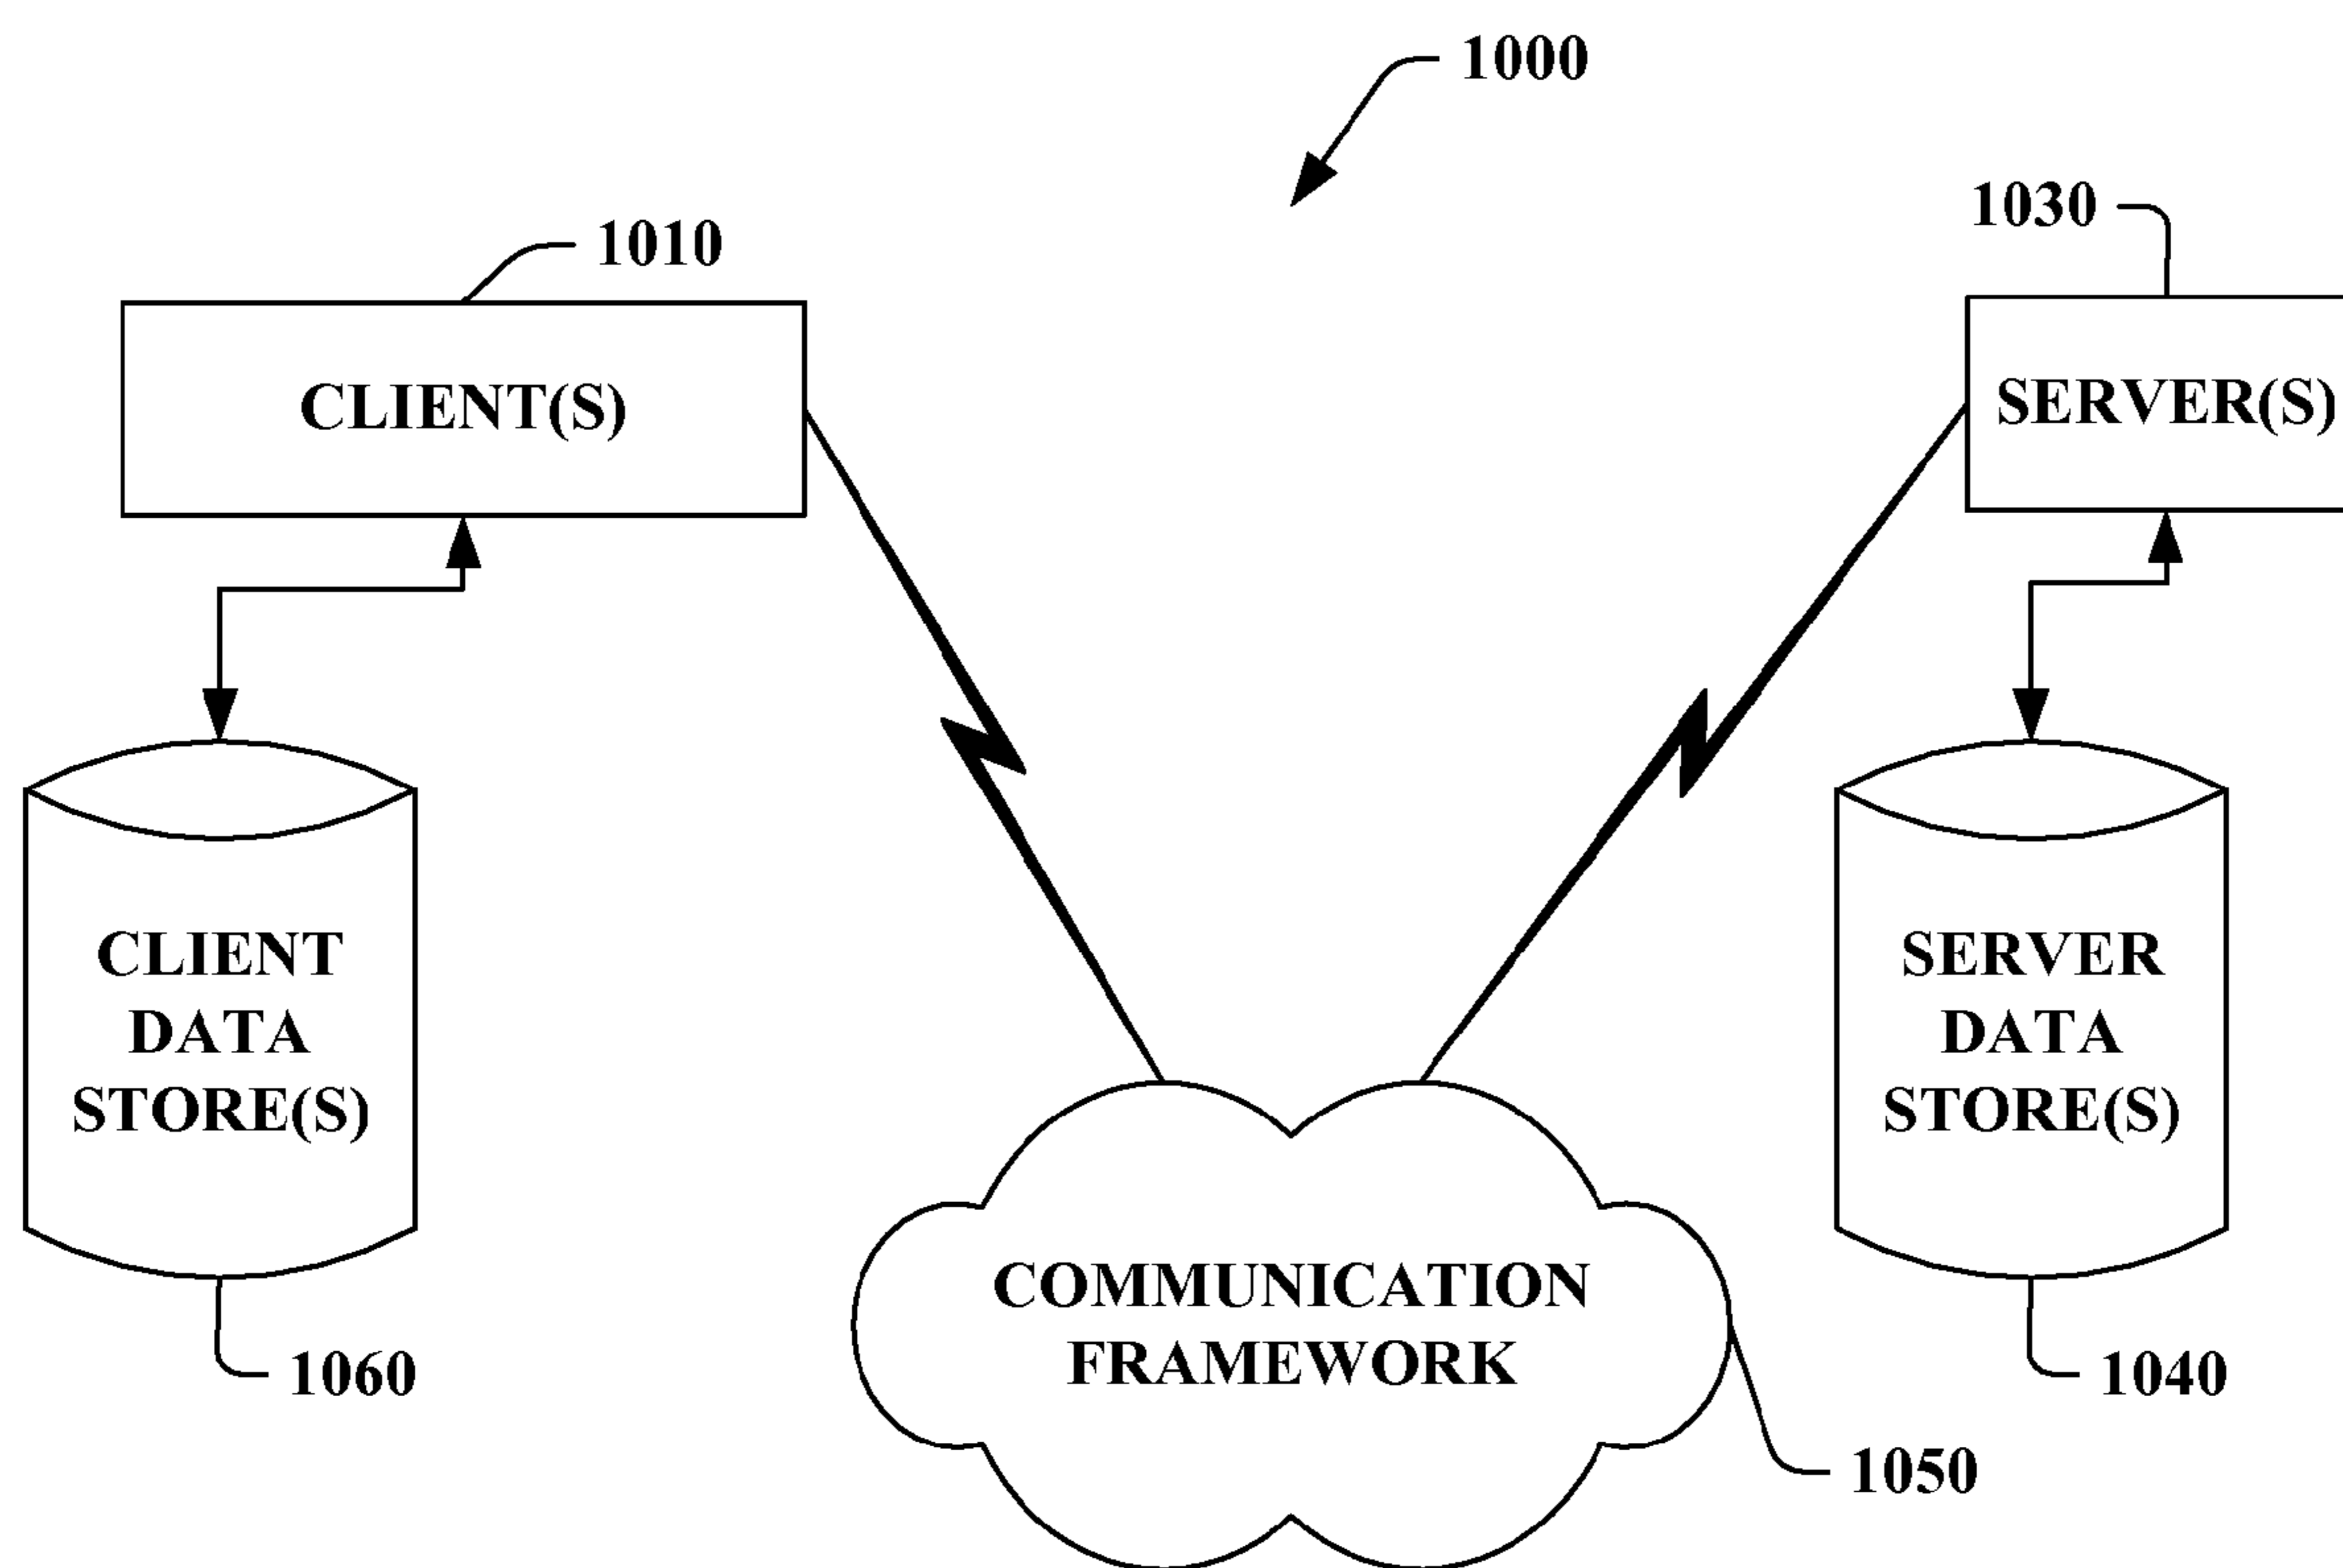 1000
1010
1030
CLIENT(S)
SERVER(S)
CLIENT
DATA
STORE(S)
SERVER
DATA
STORE(S)
COMMUNICATION
FRAMEWORK
1060
1040
1050